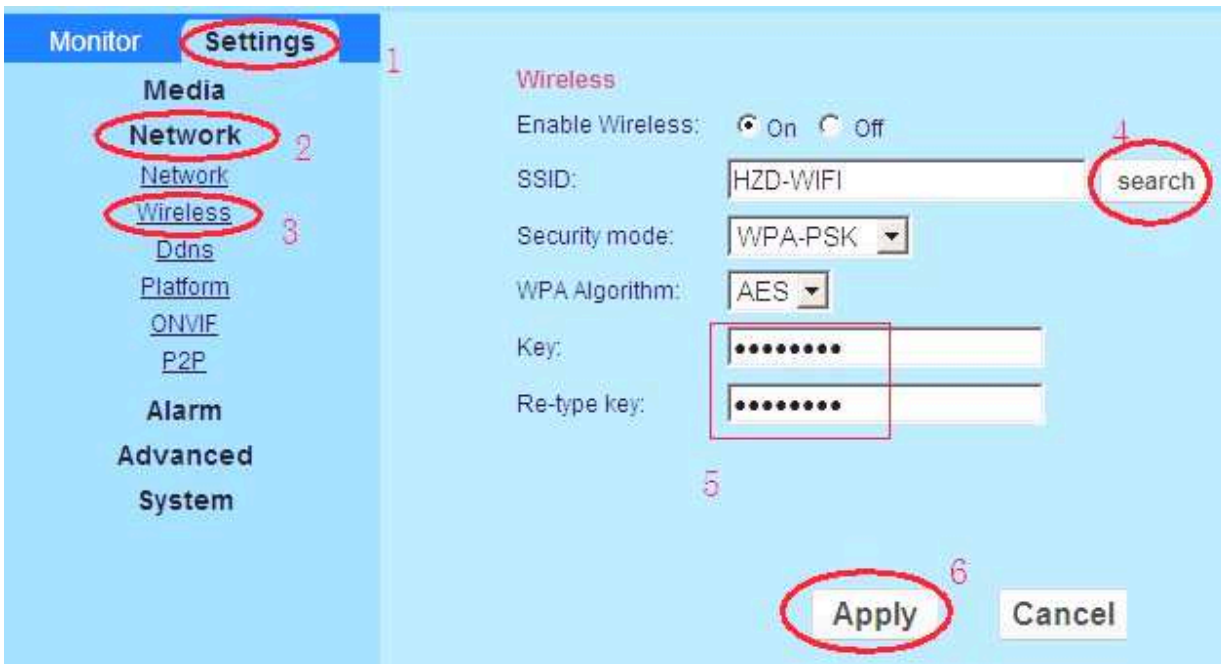 Monitor Settings
1
Media
Network
2
Network
Wireless
3
Ddns
Platform
ONVIF
P2P
Alarm
Advanced
System
Wireless
Enable Wireless: On Off
4
SSID: HZD-WIFI search
Security mode: WPA-PSK
WPA Algorithm: AES
Key: ●●●●●●●●
Re-type key: ●●●●●●●●
5
6
Apply Cancel